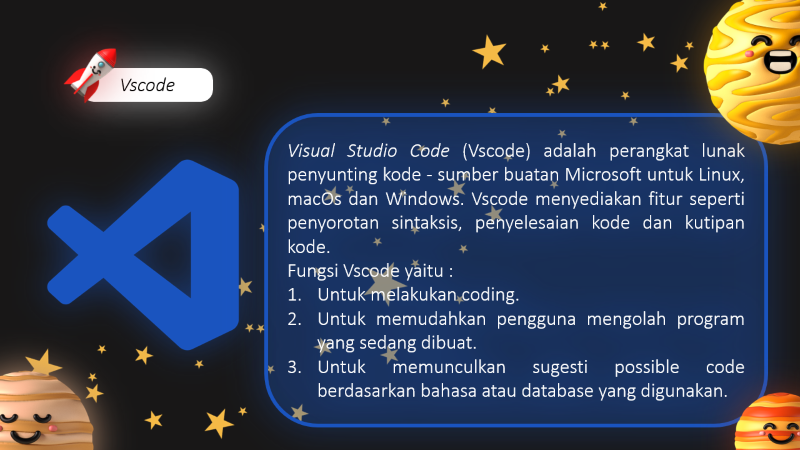 Vscode
Visual Studio Code (Vscode) adalah perangkat lunak
penyunting kode - sumber buatan Microsoft untuk Linux,
macOs dan Windows. Vscode menyediakan fitur seperti
penyorotan sintaksis, penyelesaian kode dan kutipan
kode.
Fungsi Vscode yaitu :
1. Untuk melakukan coding.
2. Untuk memudahkan pengguna mengolah program
yang sedang dibuat.
3. Untuk memunculkan sugesti possible code
berdasarkan bahasa atau database yang digunakan.